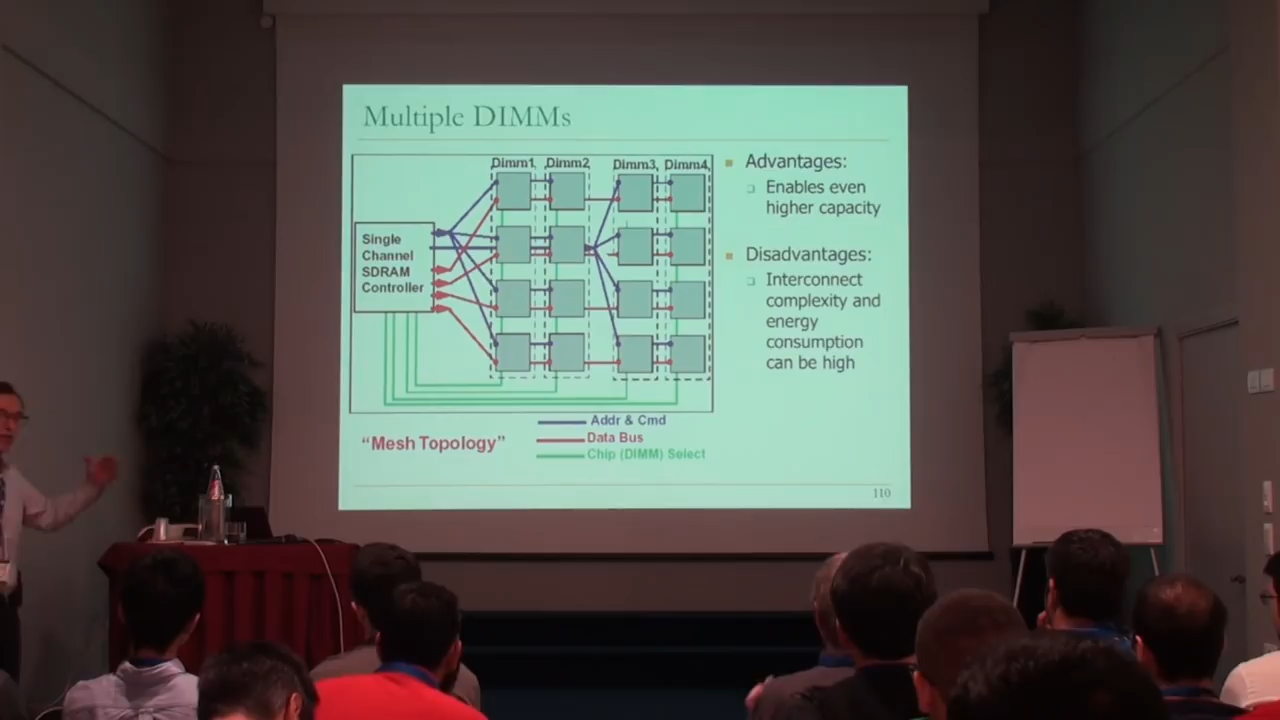 Multiple DIMMs
Dimm1 Dimm2 Dimm3 Dimm4
Single
Channel
SDRAM
Controller
Addr & Cmd
Data Bus
Chip (DIMM) Select
“Mesh Topology”
Advantages:
Enables even
higher capacity
Disadvantages:
Interconnect
complexity and
energy
consumption
can be high
110